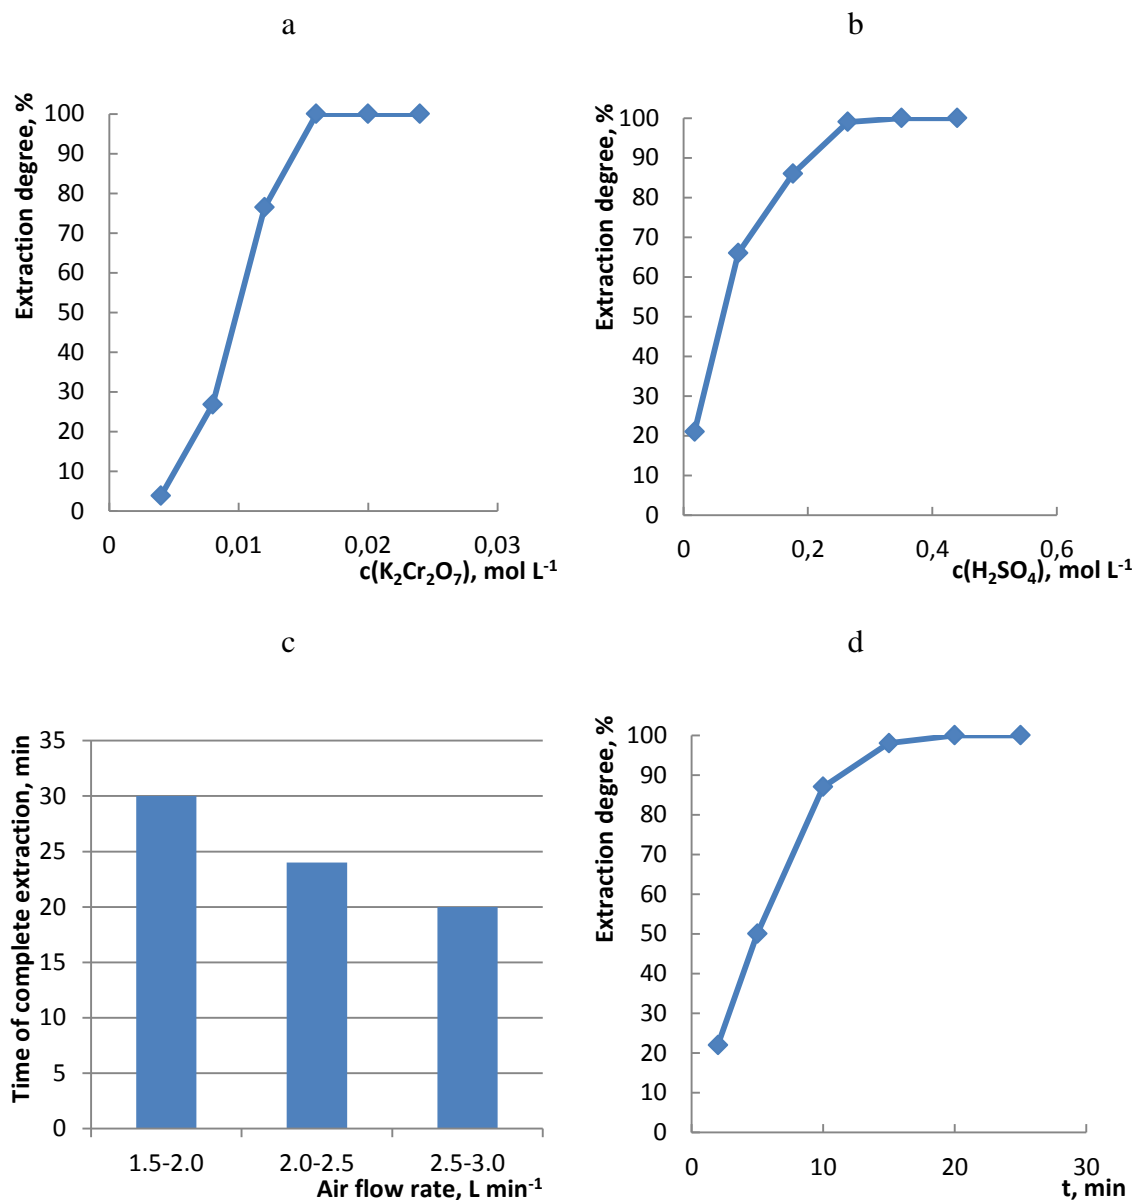 a
Extraction degree, %
100
90
80
70
60
50
40
30
20
10
0
0 0,01 0,02 0,03
c(K₂Cr₂O₇), mol L⁻¹
b
Extraction degree, %
100
90
80
70
60
50
40
30
20
10
0
0 0,2 0,4 0,6
c(H₂SO₄), mol L⁻¹
c
Time of complete extraction, min
35
30
25
20
15
10
5
0
1.5-2.0 2.0-2.5 2.5-3.0
Air flow rate, L min⁻¹
d
Extraction degree, %
100
90
80
70
60
50
40
30
20
10
0
0 10 20 30
t, min